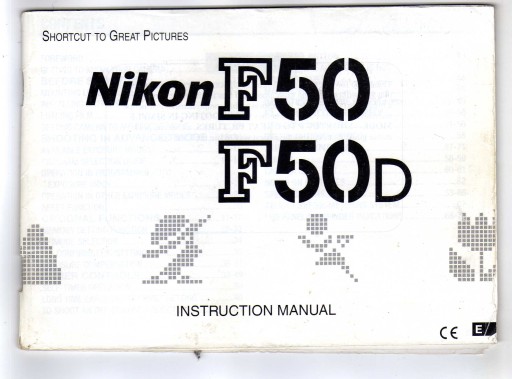 SHORTCUT TO GREAT PICTURES
Nikon F50
F50D
INSTRUCTION MANUAL
CE E